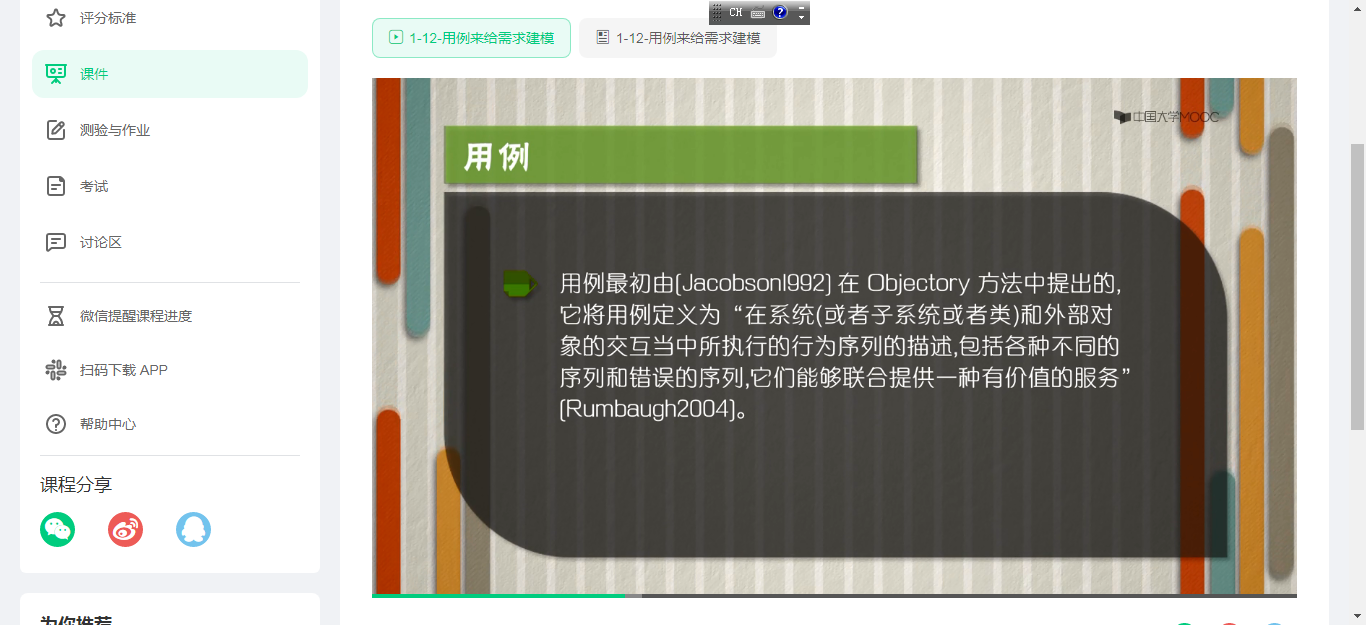 评分标准
课件
测验与作业
考试
讨论区
微信提醒课程进度
扫码下载 APP
帮助中心
课程分享
为你推荐
CH
1-12-用例来给需求建模
1-12-用例来给需求建模
中国大学MOOC
用例
用例最初由(Jacobson1992) 在 Objectory 方法中提出的,
它将用例定义为“在系统(或者子系统或者类)和外部对
象的交互当中所执行的行为序列的描述,包括各种不同的
序列和错误的序列,它们能够联合提供一种有价值的服务”
(Rumbaugh2004)。